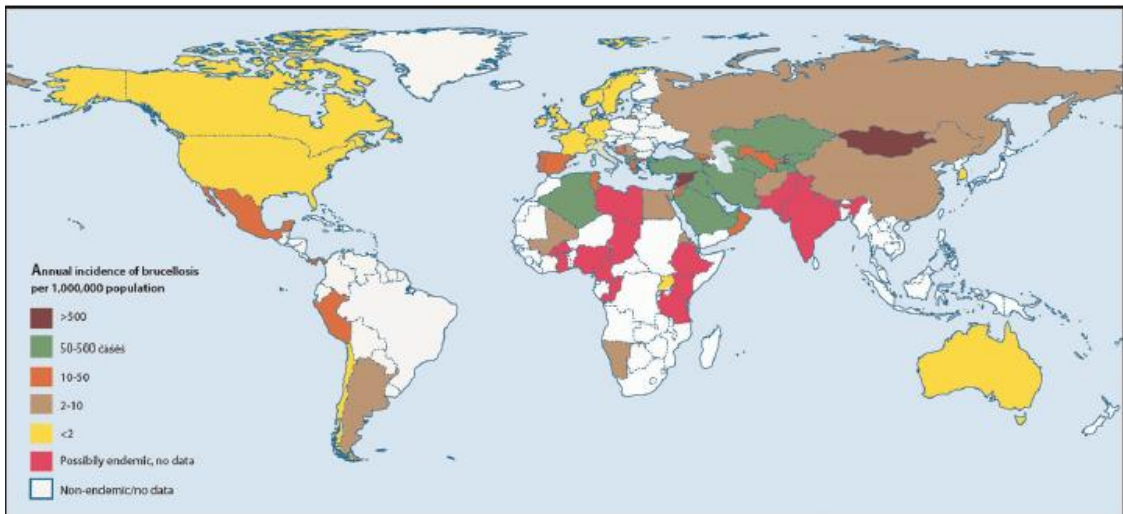 Annual incidence of brucellosis
per 1,000,000 population
>500
50-500 cases
10-50
2-10
<2
Possibily endemic, no data
Non-endemic/no data